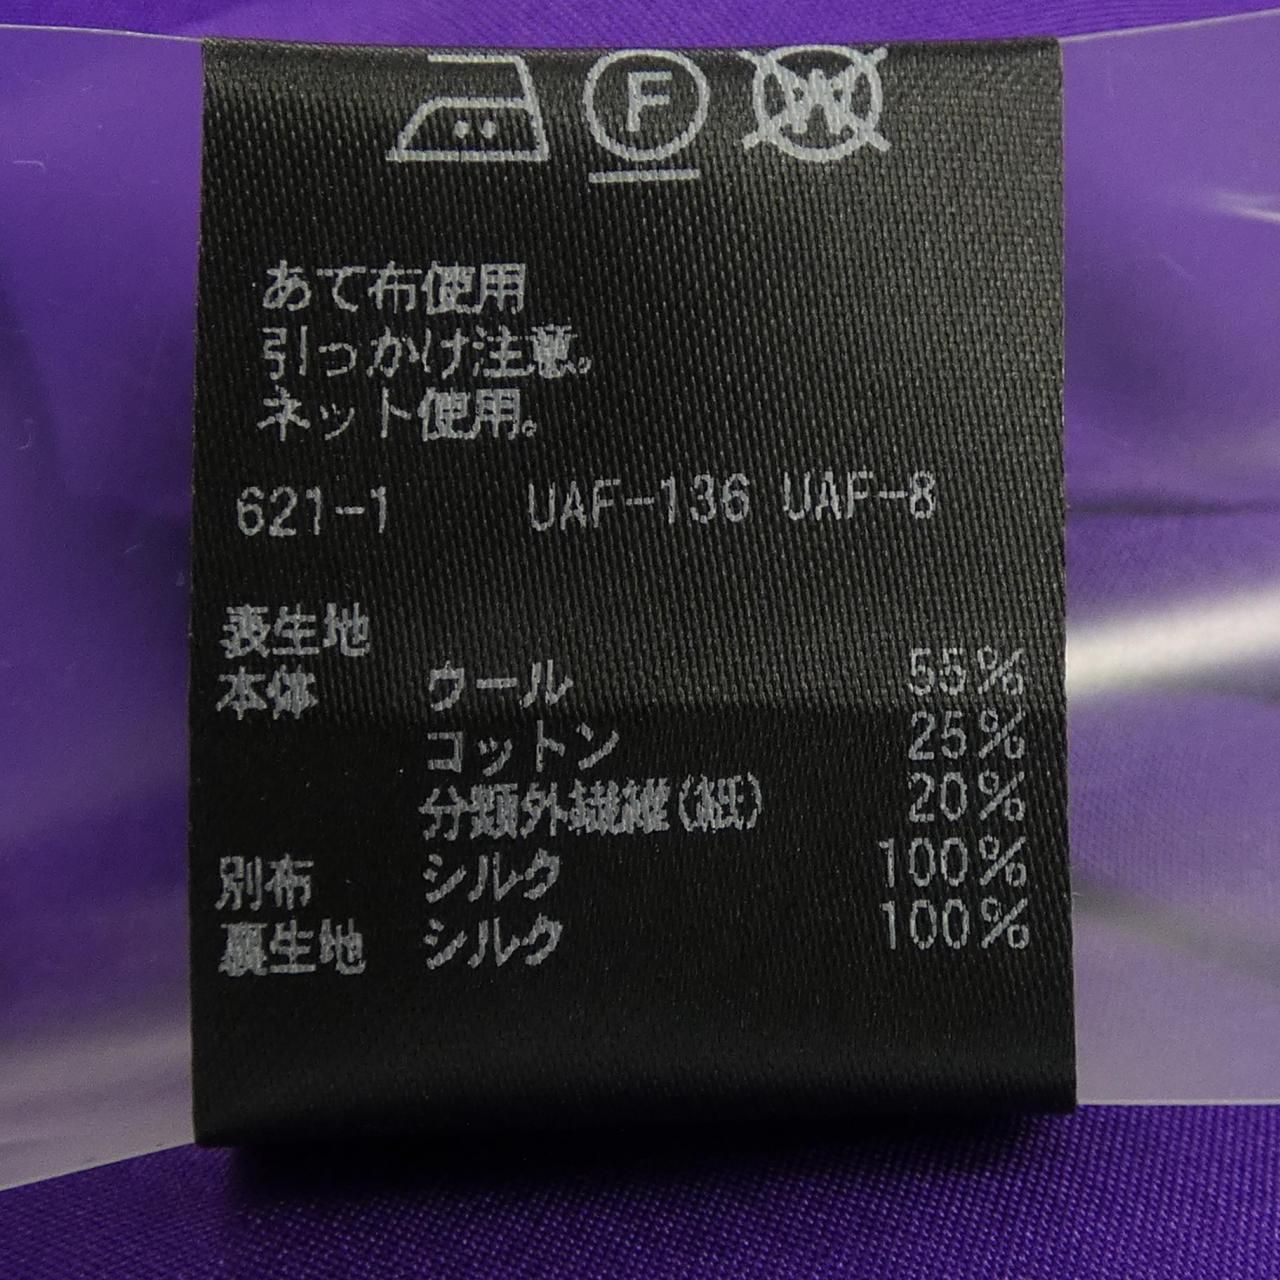 F W
あて布使用
引っかけ注意。
ネット使用。
621-1 UAF-136 UAF-8
表生地
本体 ウール 55%
コットン 25%
分類外繊維(紙) 20%
別布 シルク 100%
裏生地 シルク 100%